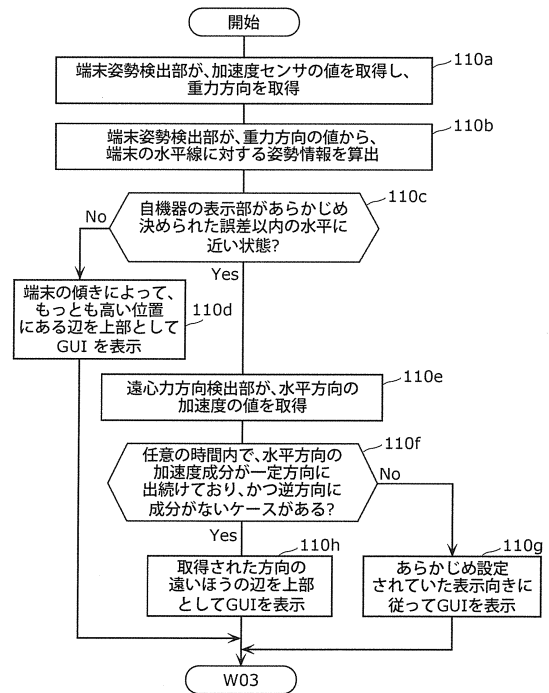 開始
110a
端末姿勢検出部が、加速度センサの値を取得し、
重力方向を取得
110b
端末姿勢検出部が、重力方向の値から、
端末の水平線に対する姿勢情報を算出
110c
自機器の表示部があらかじめ
決められた誤差以内の水平に
近い状態?
No
Yes
端末の傾きによって、
もっとも高い位置
にある辺を上部として
GUI を表示
110d
110e
遠心力方向検出部が、水平方向の
加速度の値を取得
110f
任意の時間内で、水平方向の
加速度成分が一定方向に
出続けており、かつ逆方向に
成分がないケースがある?
No
Yes
110h
取得された方向の
遠いほうの辺を上部
としてGUIを表示
110g
あらかじめ設定
されていた表示向きに
従ってGUIを表示
W03